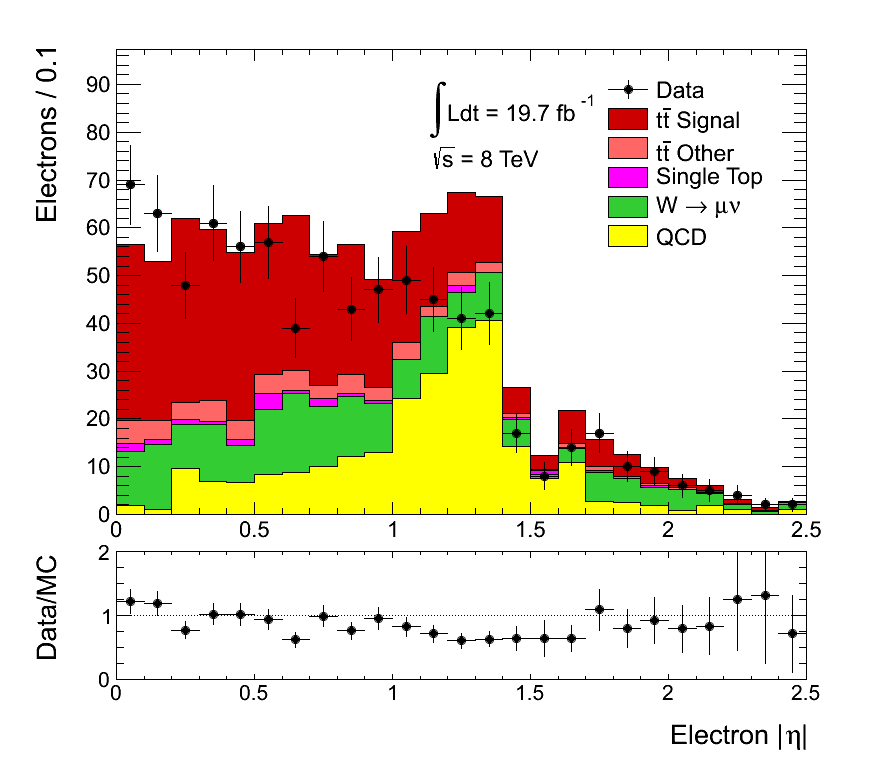 Electrons / 0.1
90
80
70
60
50
40
30
20
10
0
∫Ldt = 19.7 fb⁻¹
√s = 8 TeV
Data
tt̄ Signal
tt̄ Other
Single Top
W → μν
QCD
0 0.5 1 1.5 2 2.5
Data/MC
2
1
0
0 0.5 1 1.5 2 2.5
Electron |η|